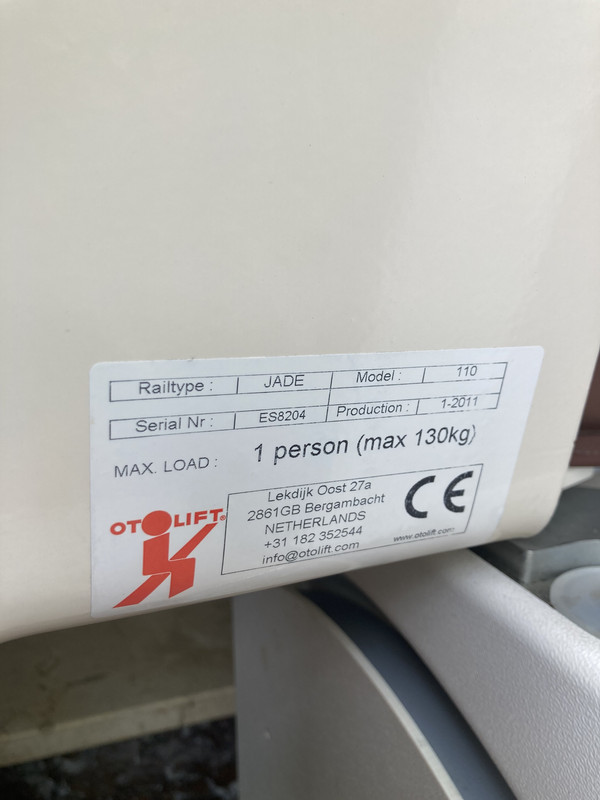 Railtype : JADE Model : 110
Serial Nr : ES8204 Production : 1-2011
MAX. LOAD : 1 person (max 130kg)
OTOLIFT®
Lekdijk Oost 27a
2861GB Bergambacht
NETHERLANDS
+31 182 352544
info@otolift.com
CE
www.otolift.com